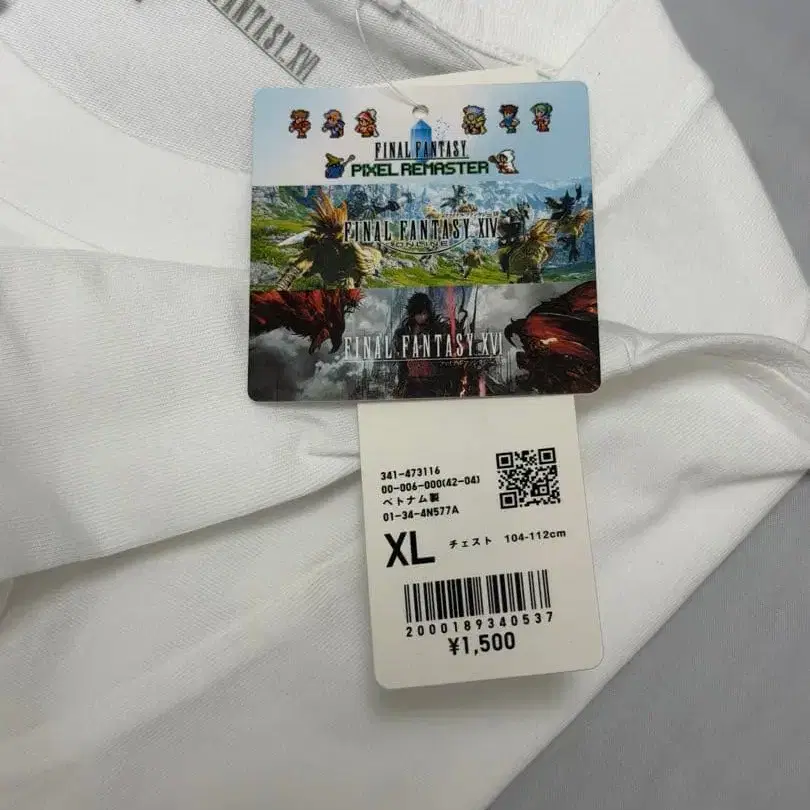 FANTASY XVI
FINAL FANTASY
PIXEL REMASTER
FINAL FANTASY XIV
ONLINE
FINAL FANTASY XVI
341-473116
00-006-000(42-04)
ベトナム製
01-34-4N577A
XL チェスト 104-112cm
2000189340537
¥1,500